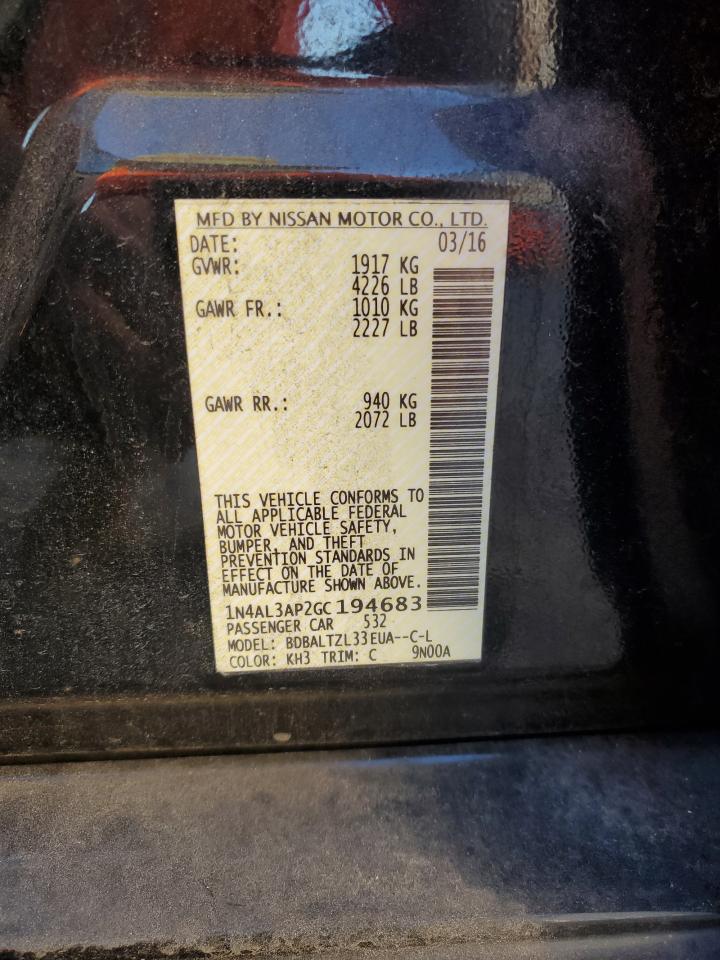 MFD BY NISSAN MOTOR CO., LTD.
DATE: 03/16
GVWR: 1917 KG
4226 LB
GAWR FR.: 1010 KG
2227 LB
GAWR RR.: 940 KG
2072 LB
THIS VEHICLE CONFORMS TO
ALL APPLICABLE FEDERAL
MOTOR VEHICLE SAFETY,
BUMPER, AND THEFT
PREVENTION STANDARDS IN
EFFECT ON THE DATE OF
MANUFACTURE SHOWN ABOVE.
1N4AL3AP2GC194683
PASSENGER CAR 532
MODEL: BDBALTZL33EUA--C-L
COLOR: KH3 TRIM: C 9N00A